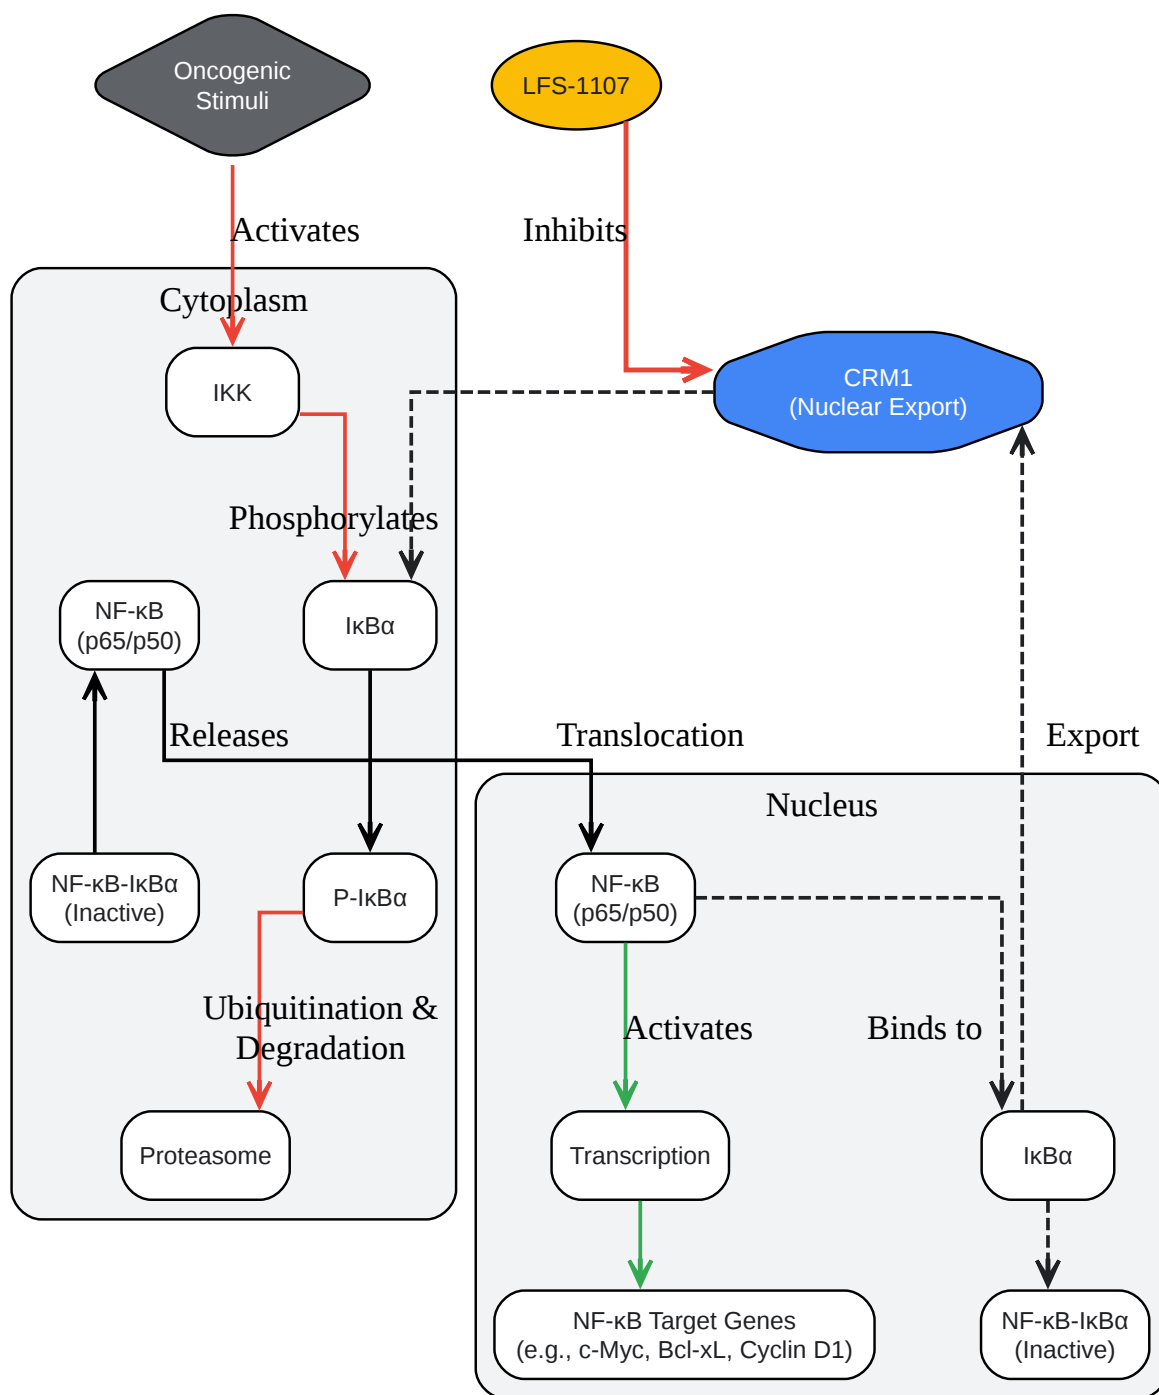 Oncogenic
Stimuli
LFS-1107
Activates
Inhibits
Cytoplasm
IKK
CRM1
(Nuclear Export)
Phosphorylates
NF-κB
(p65/p50)
IκBα
Releases
Translocation
Export
Nucleus
NF-κB-IκBα
(Inactive)
P-IκBα
NF-κB
(p65/p50)
Ubiquitination &
Degradation
Activates
Binds to
Proteasome
Transcription
IκBα
NF-κB Target Genes
(e.g., c-Myc, Bcl-xL, Cyclin D1)
NF-κB-IκBα
(Inactive)